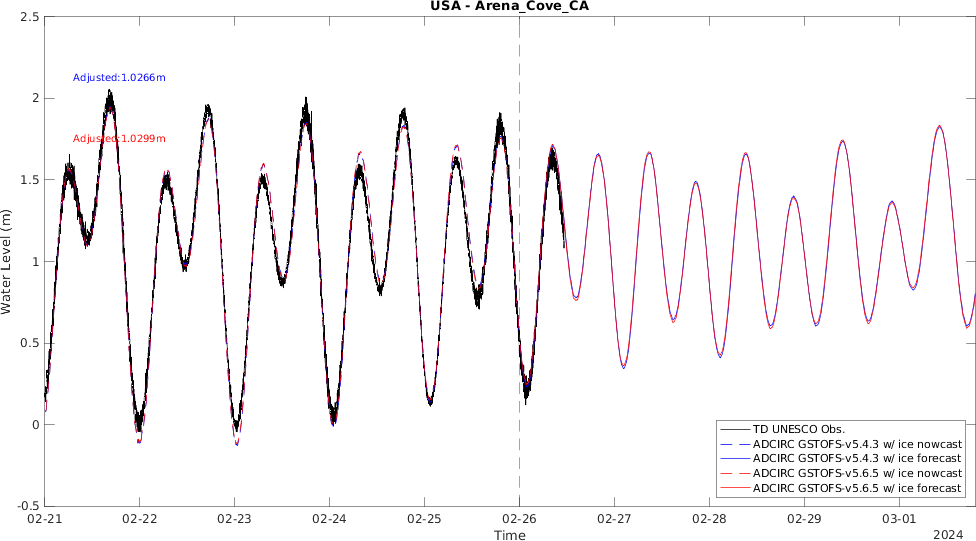 USA - Arena_Cove_CA
2.5
2
1.5
1
0.5
0
-0.5
Water Level (m)
Adjusted:1.0266m
Adjusted:1.0299m
TD UNESCO Obs.
ADCIRC GSTOFS-v5.4.3 w/ ice nowcast
ADCIRC GSTOFS-v5.4.3 w/ ice forecast
ADCIRC GSTOFS-v5.6.5 w/ ice nowcast
ADCIRC GSTOFS-v5.6.5 w/ ice forecast
02-21 02-22 02-23 02-24 02-25 02-26 02-27 02-28 02-29 03-01
Time
2024